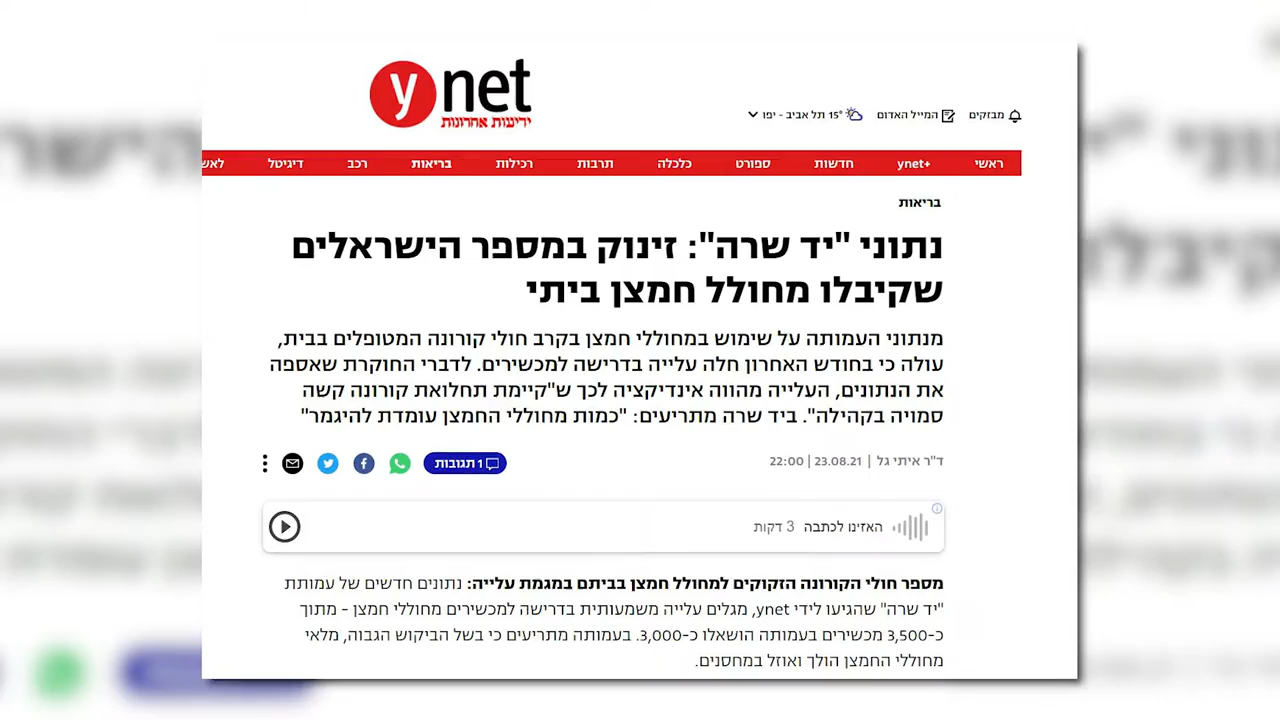 ynet
ידיעות אחרונות
מבזקים המייל האדום 15° תל אביב - יפו
ראשי +ynet חדשות ספורט כלכלה תרבות רכילות בריאות רכב דיגיטל לאש
בריאות
נתוני "יד שרה": זינוק במספר הישראלים
שקיבלו מחולל חמצן ביתי
מנתוני העמותה על שימוש במחוללי חמצן בקרב חולי קורונה המטופלים בבית,
עולה כי בחודש האחרון חלה עלייה בדרישה למכשירים. לדברי החוקרת שאספה
את הנתונים, העלייה מהווה אינדיקציה לכך ש"קיימת תחלואת קורונה קשה
סמויה בקהילה". ביד שרה מתריעים: "כמות מחוללי החמצן עומדת להיגמר"
ד"ר איתי גל | 23.08.21 | 22:00
1 תגובות
האזינו לכתבה 3 דקות
מספר חולי הקורונה הזקוקים למחולל חמצן בביתם במגמת עלייה: נתונים חדשים של עמותת
"יד שרה" שהגיעו לידי ynet, מגלים עלייה משמעותית בדרישה למכשירים מחוללי חמצן - מתוך
כ-3,500 מכשירים בעמותה הושאלו כ-3,000. בעמותה מתריעים כי בשל הביקוש הגבוה, מלאי
מחוללי החמצן הולך ואוזל במחסנים.